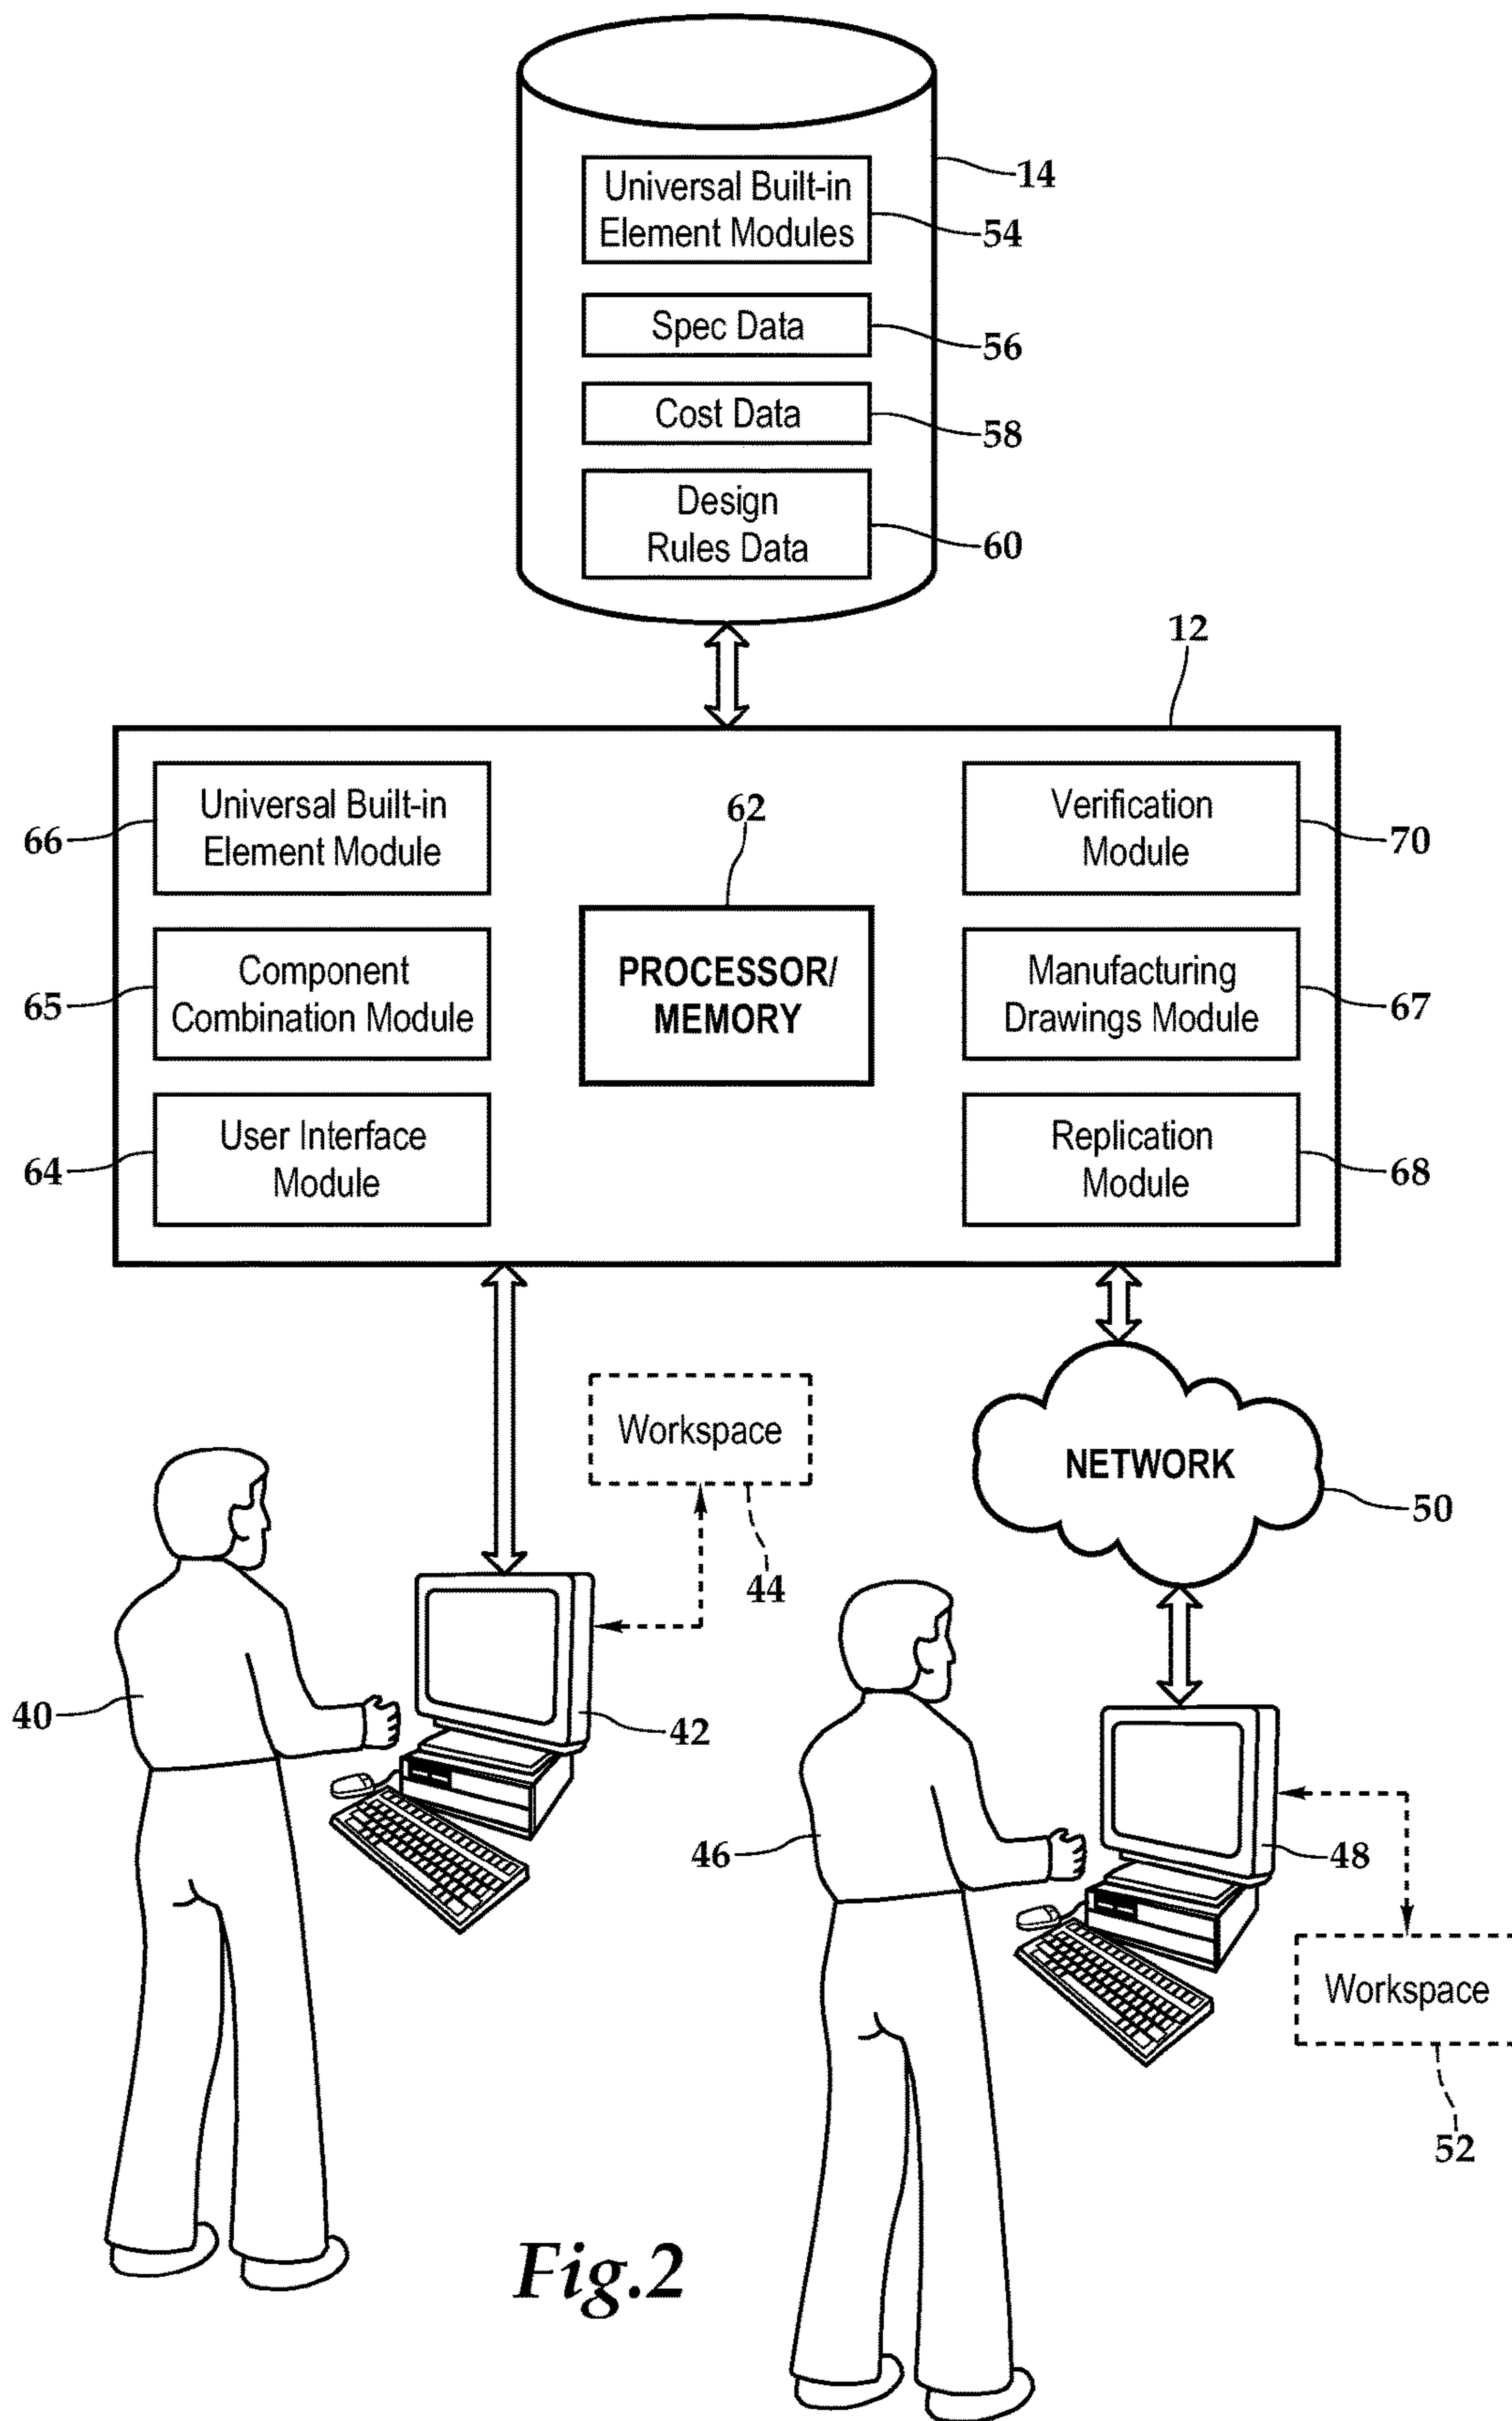 Universal Built-in
Element Modules
14
54
Spec Data
56
Cost Data
58
Design
Rules Data
60
12
Universal Built-in
Element Module
66
62
Verification
Module
70
Component
Combination Module
65
PROCESSOR/
MEMORY
Manufacturing
Drawings Module
67
User Interface
Module
64
Replication
Module
68
Workspace
44
NETWORK
50
40
42
46
48
Workspace
52
Fig.2